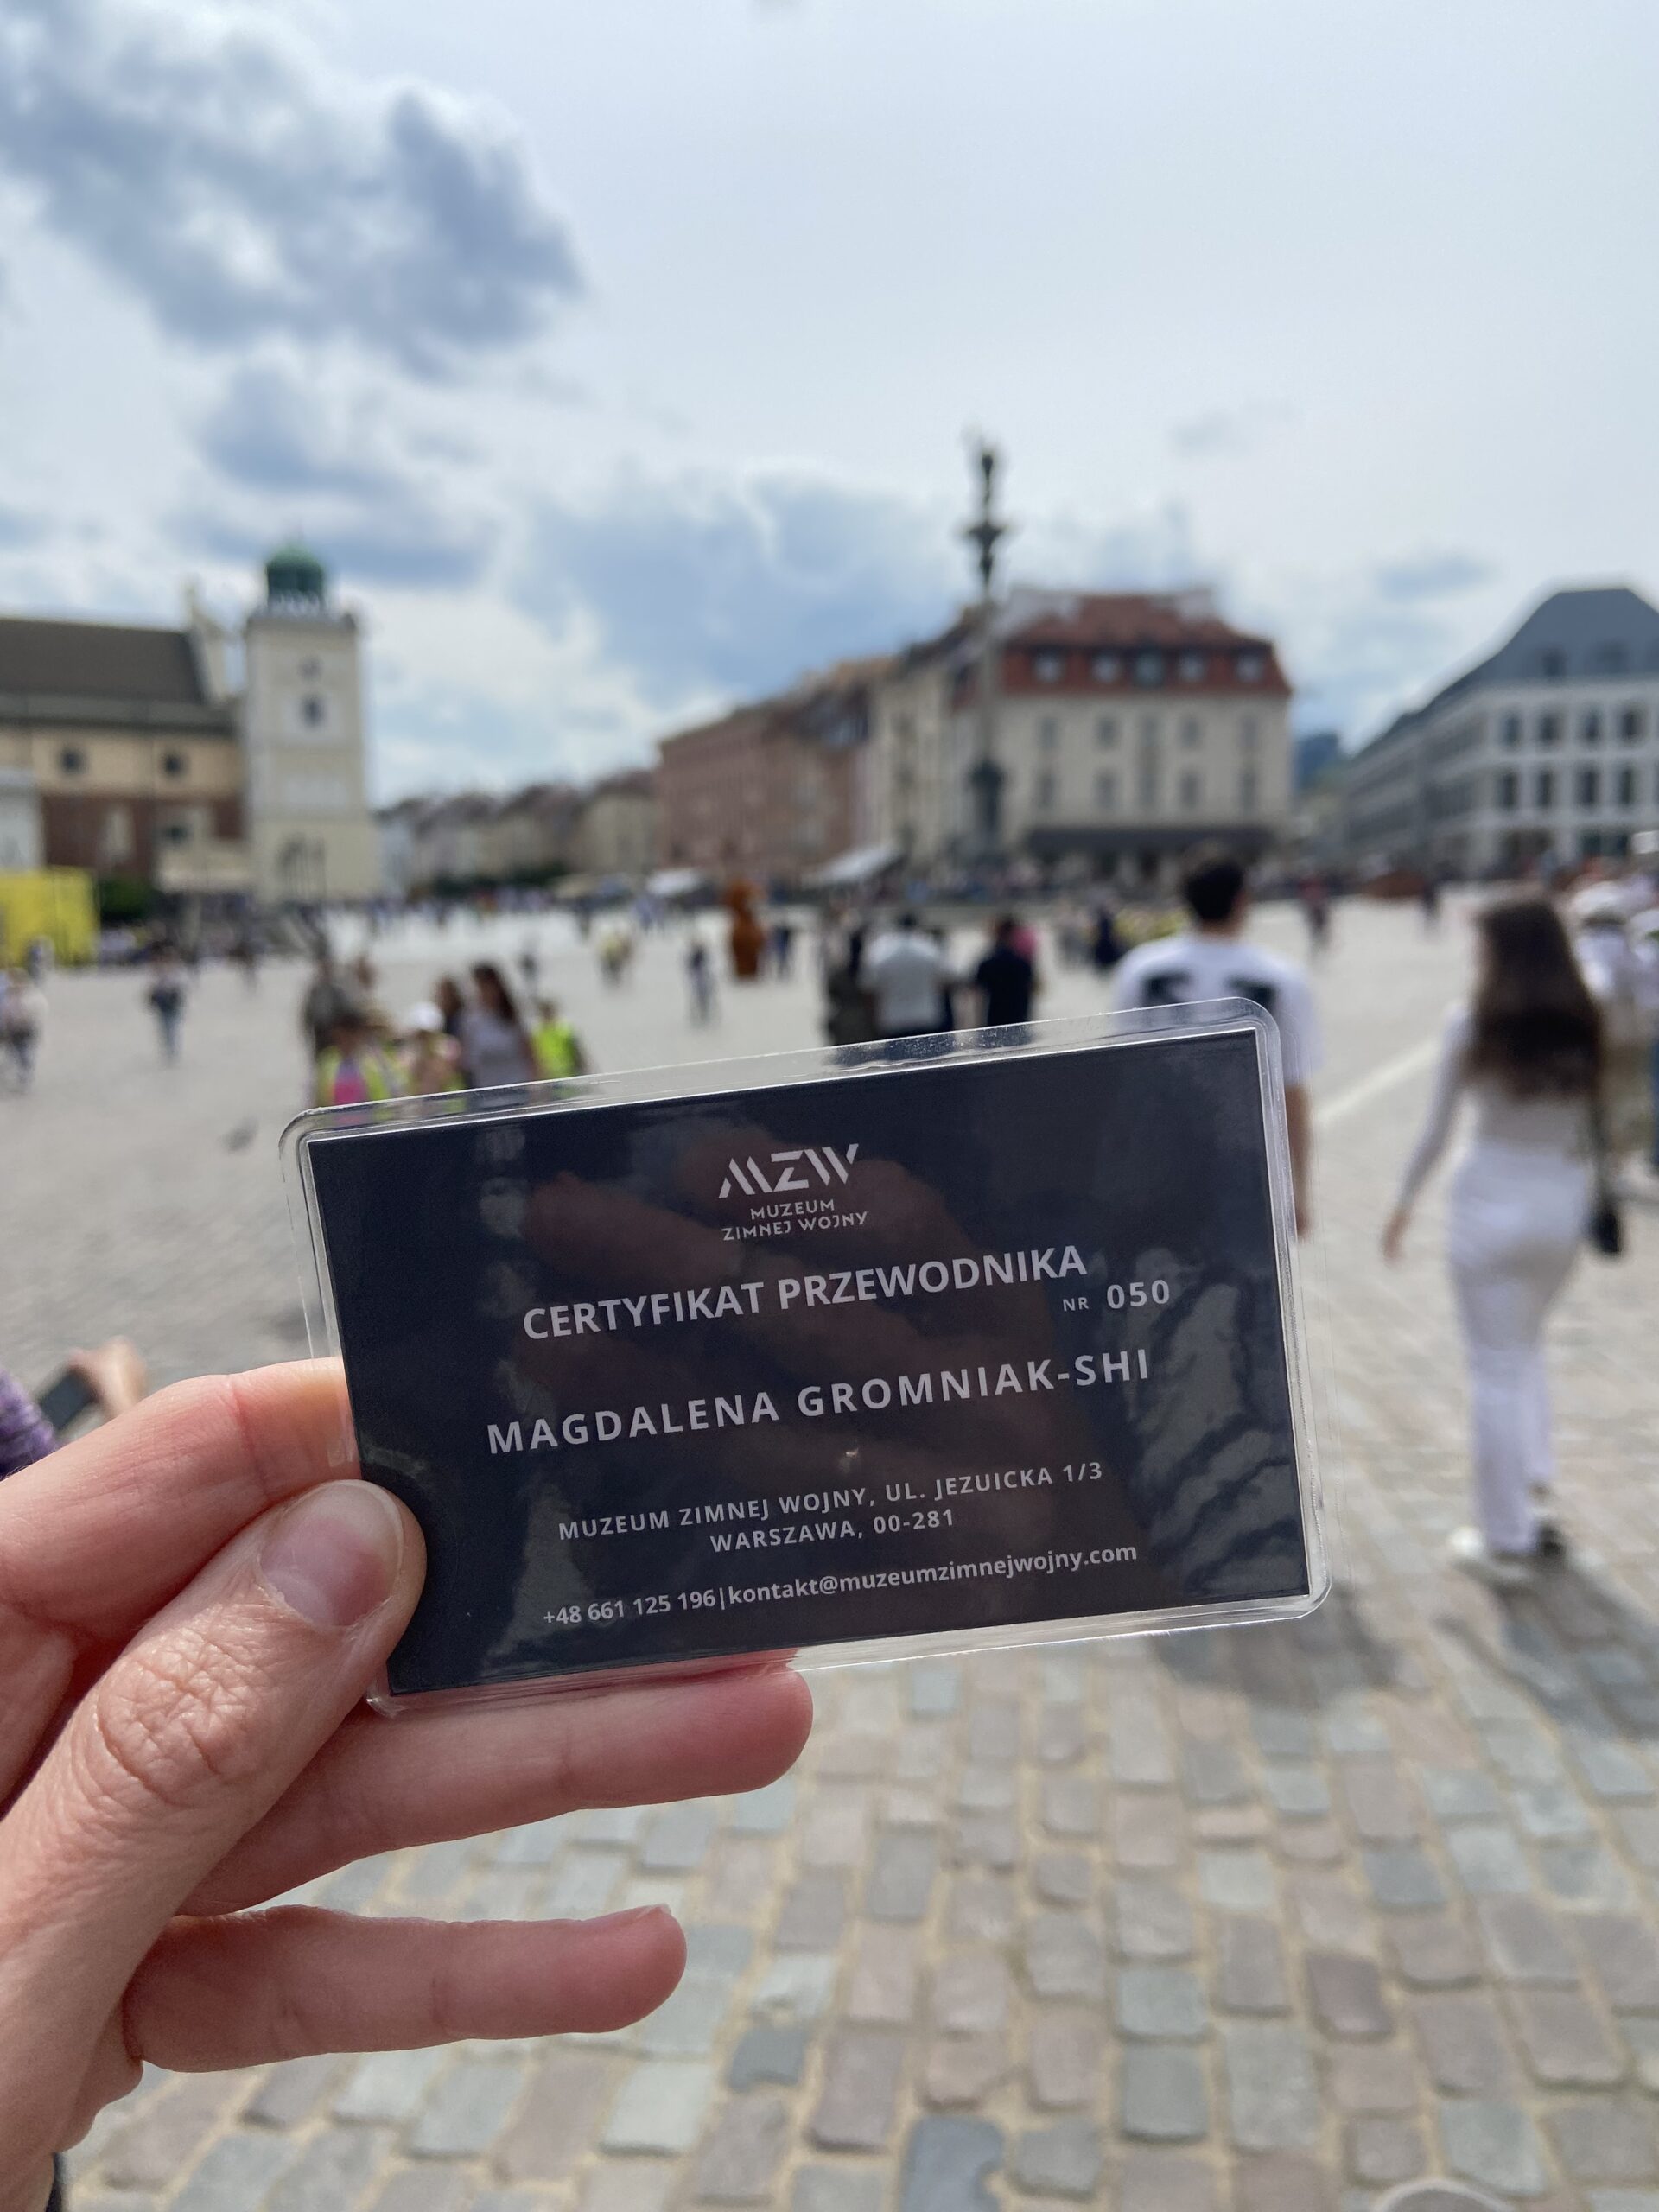 MZW
MUZEUM
ZIMNEJ WOJNY
CERTYFIKAT PRZEWODNIKA
NR 050
MAGDALENA GROMNIAK-SHI
MUZEUM ZIMNEJ WOJNY, UL. JEZUICKA 1/3
WARSZAWA, 00-281
+48 661 125 196|kontakt@muzeumzimnejwojny.com